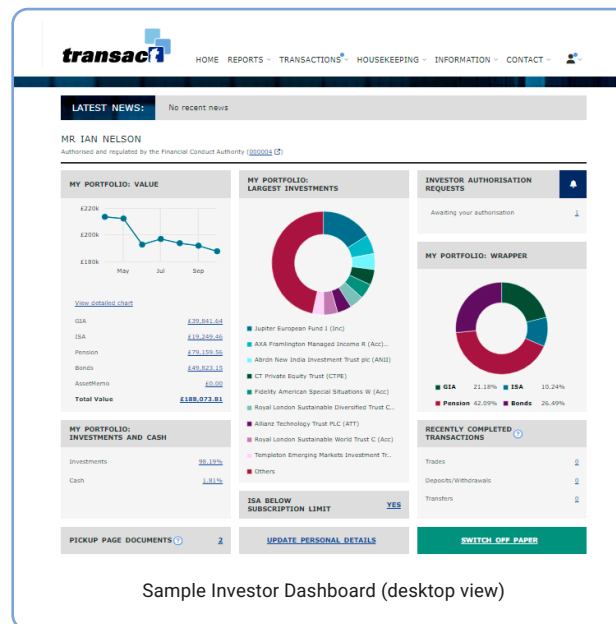 transact
HOME REPORTS TRANSACTIONS HOUSEKEEPING INFORMATION CONTACT
LATEST NEWS: No recent news
MR IAN NELSON
Authorised and regulated by the Financial Conduct Authority (000004)
MY PORTFOLIO: VALUE
£220k
£200k
£180k
May Jul Sep
View detailed chart
GIA £39,841.64
ISA £19,249.46
Pension £79,159.56
Bonds £49,823.15
AssetMemo £0.00
Total Value £188,073.81
MY PORTFOLIO:
INVESTMENTS AND CASH
Investments 98.19%
Cash 1.81%
PICKUP PAGE DOCUMENTS ? 2
MY PORTFOLIO:
LARGEST INVESTMENTS
Jupiter European Fund I (Inc)
AXA Framlington Managed Income R (Acc)...
Abrdn New India Investment Trust plc (ANII)
CT Private Equity Trust (CTPE)
Fidelity American Special Situations W (Acc)
Royal London Sustainable Diversified Trust C...
Allianz Technology Trust PLC (ATT)
Royal London Sustainable World Trust C (Acc)
Templeton Emerging Markets Investment Tr...
Others
ISA BELOW
SUBSCRIPTION LIMIT YES
UPDATE PERSONAL DETAILS
INVESTOR AUTHORISATION
REQUESTS
Awaiting your authorisation 1
MY PORTFOLIO: WRAPPER
GIA 21.18% ISA 10.24%
Pension 42.09% Bonds 26.49%
RECENTLY COMPLETED
TRANSACTIONS ?
Trades 0
Deposits/Withdrawals 0
Transfers 0
SWITCH OFF PAPER
Sample Investor Dashboard (desktop view)